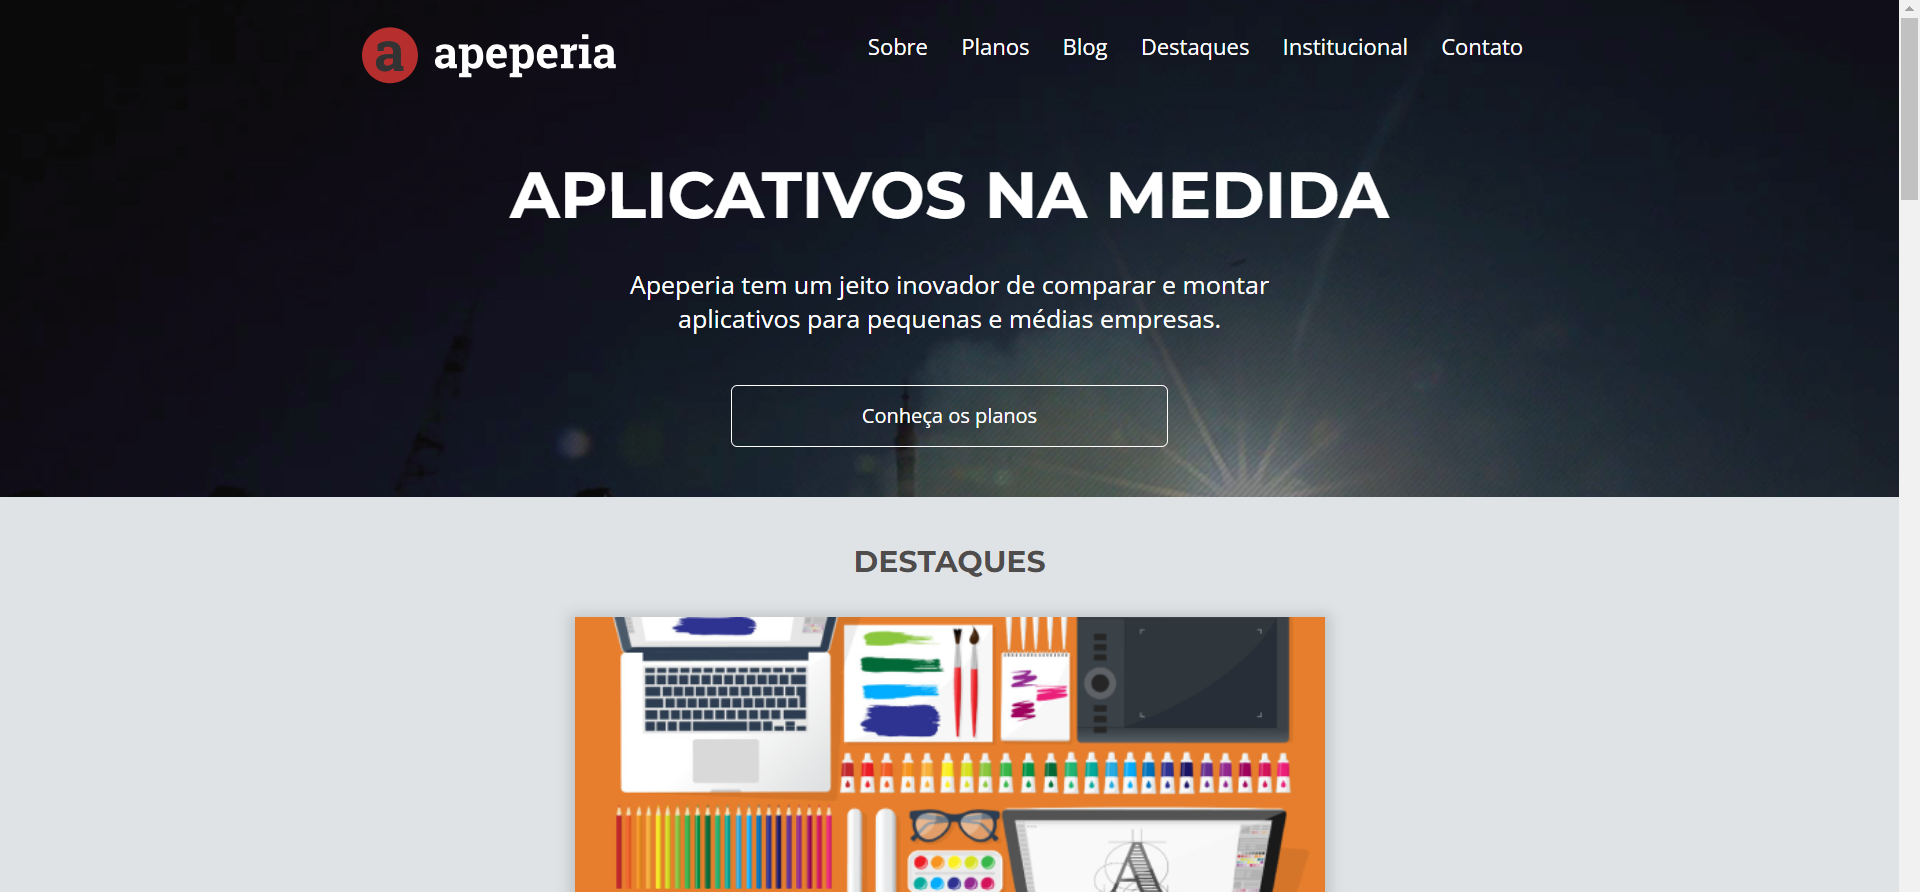 a apeperia
Sobre Planos Blog Destaques Institucional Contato
APLICATIVOS NA MEDIDA
Apeperia tem um jeito inovador de comparar e montar
aplicativos para pequenas e médias empresas.
Conheça os planos
DESTAQUES
A